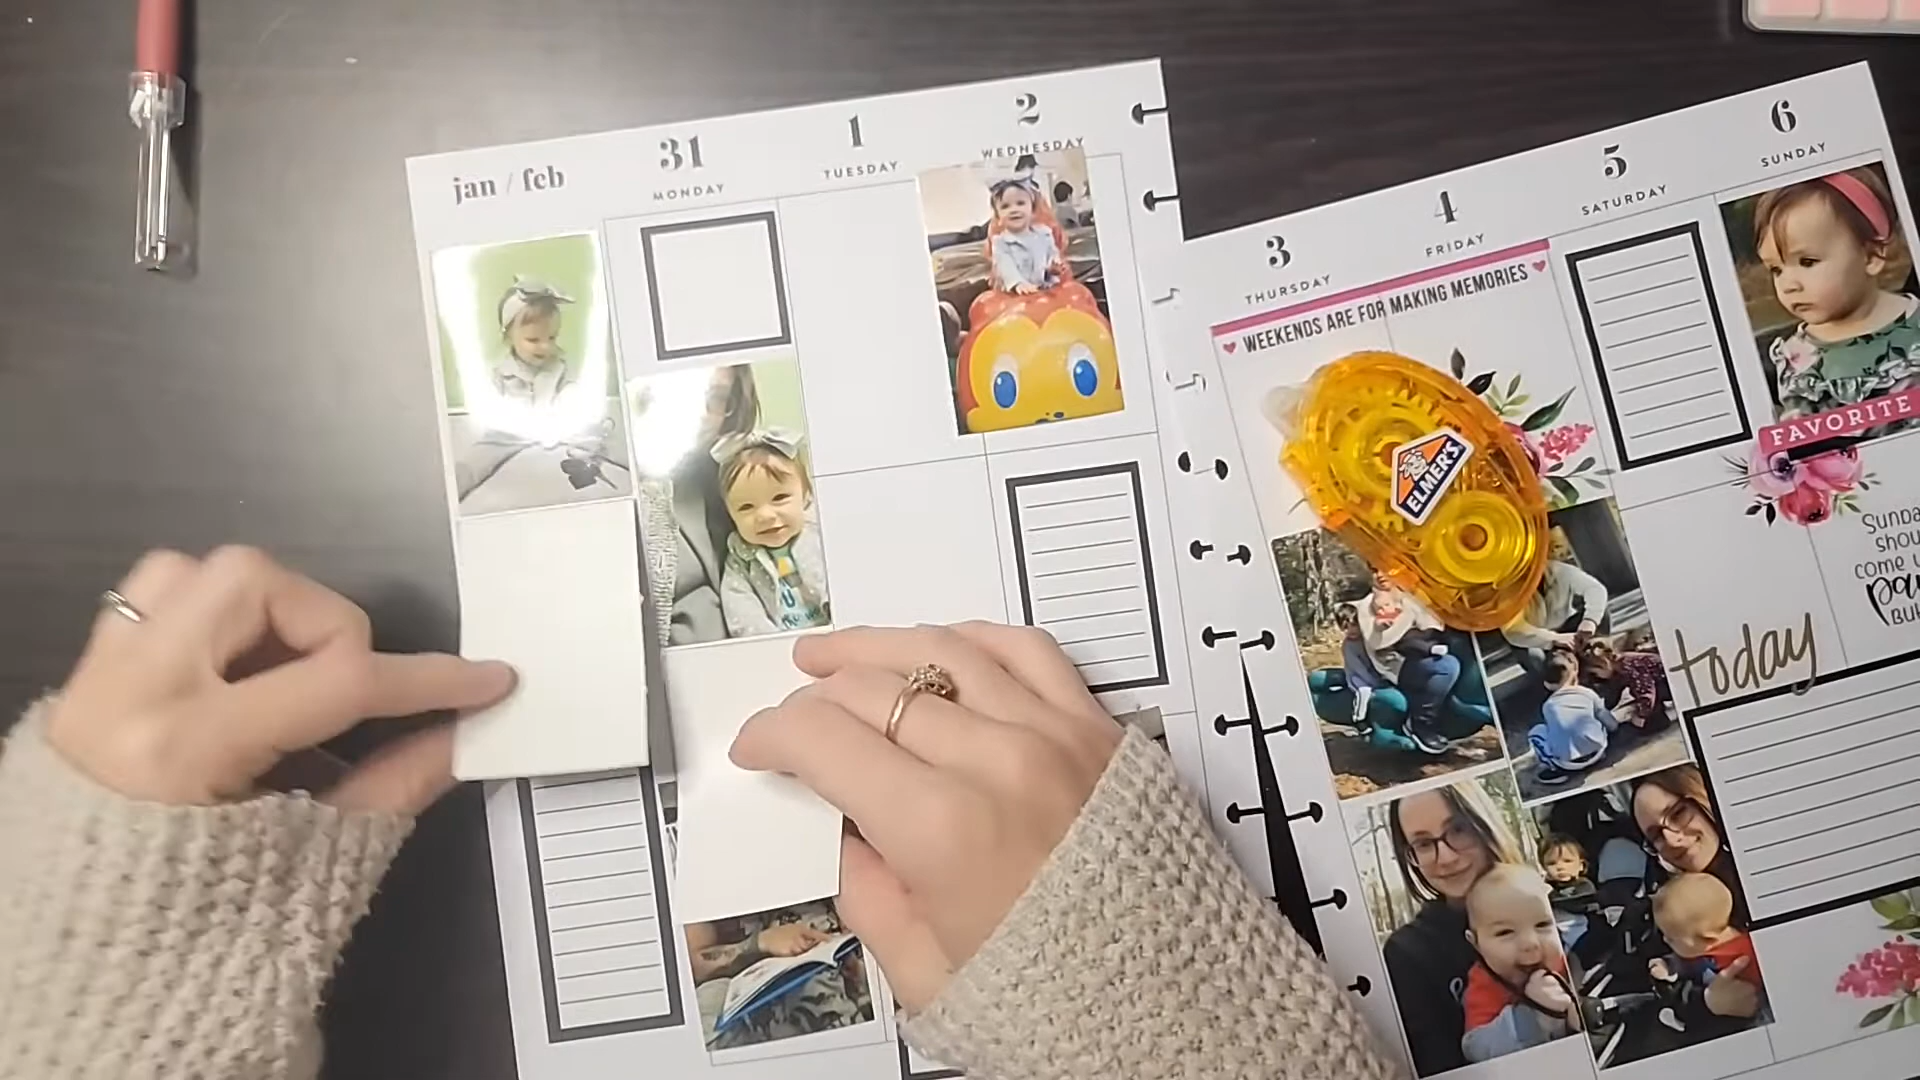 jan / feb
31
MONDAY
1
TUESDAY
2
WEDNESDAY
3
THURSDAY
4
FRIDAY
5
SATURDAY
6
SUNDAY
WEEKENDS ARE FOR MAKING MEMORIES
ELMER'S
FAVORITE
come
today